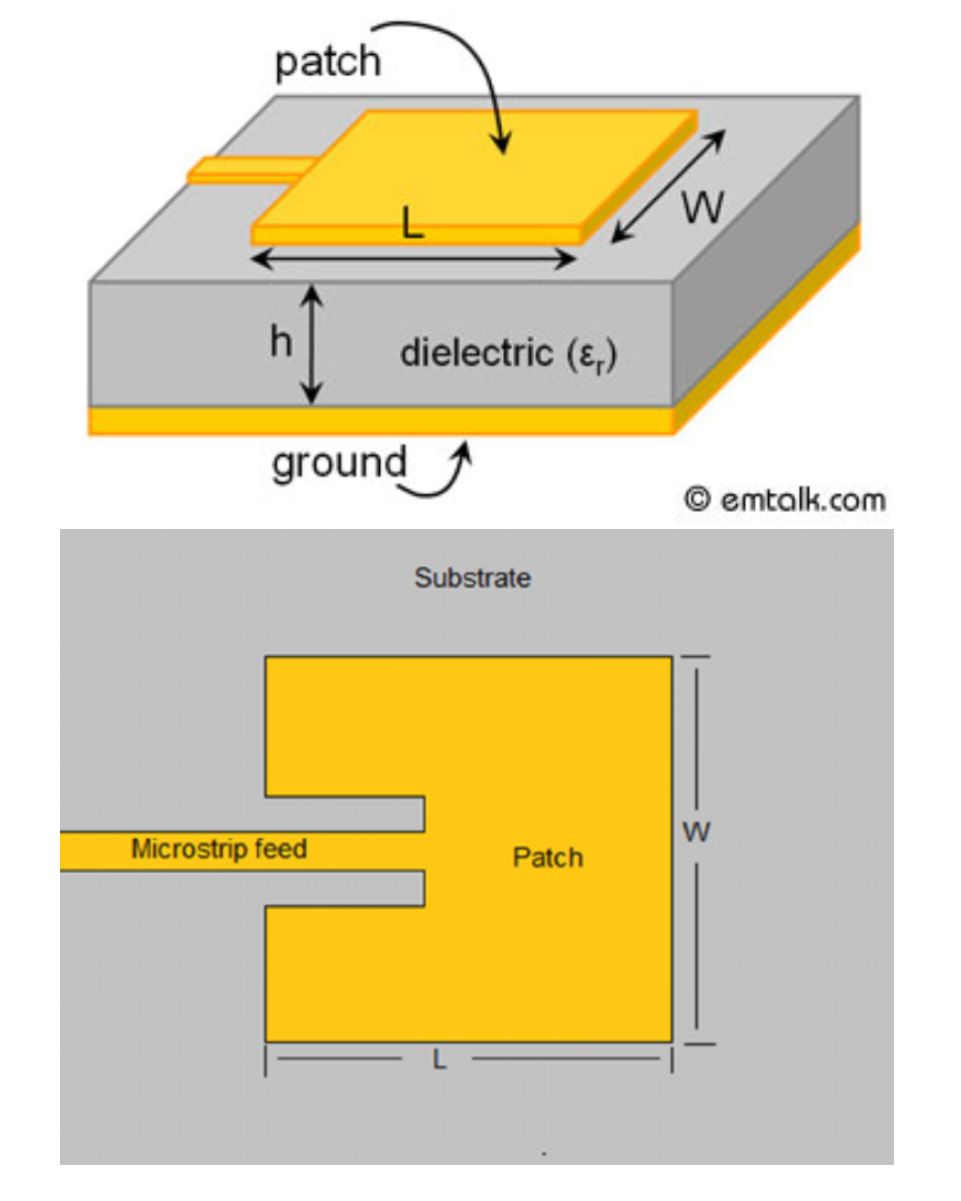 patch
L
W
h
dielectric (εr)
ground
© emtalk.com
Substrate
Microstrip feed
Patch
W
L